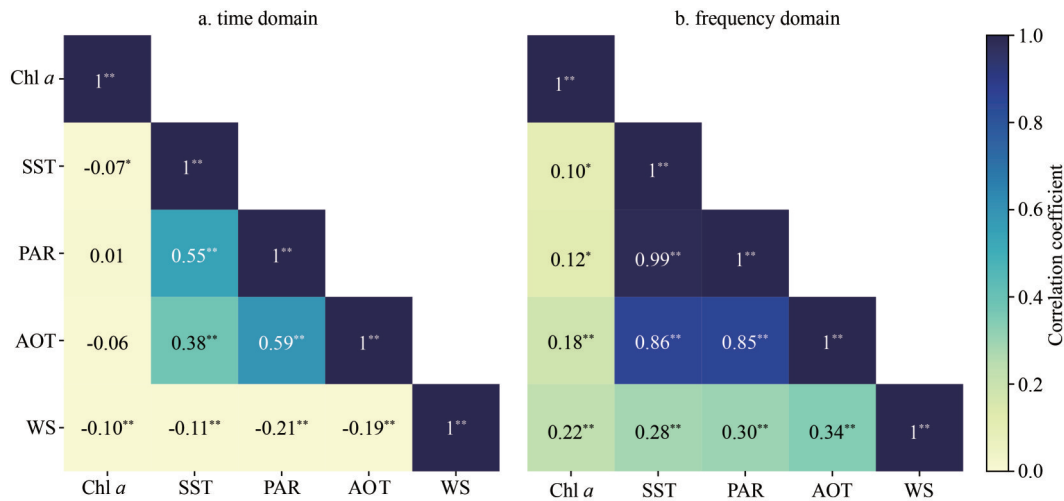 a. time domain
b. frequency domain
Chl a
1**
1**
1.0
SST
-0.07*
1**
0.10*
1**
0.8
PAR
0.01
0.55**
1**
0.12*
0.99**
1**
0.6
AOT
-0.06
0.38**
0.59**
1**
0.18**
0.86**
0.85**
1**
0.4
WS
-0.10**
-0.11**
-0.21**
-0.19**
1**
0.22**
0.28**
0.30**
0.34**
1**
0.2
0.0
Correlation coefficient
Chl a
SST
PAR
AOT
WS
Chl a
SST
PAR
AOT
WS